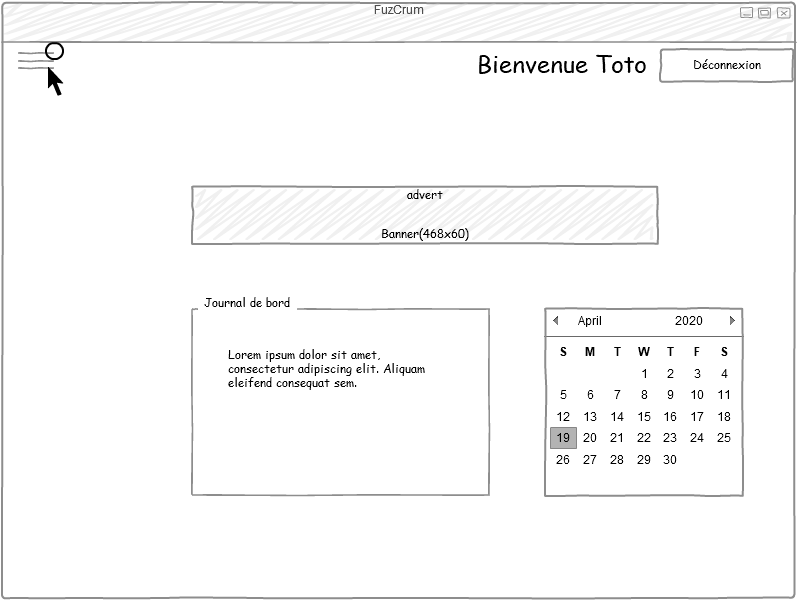 FuzCrum
Bienvenue Toto
Déconnexion
advert
Banner(468x60)
Journal de bord
Lorem ipsum dolor sit amet,
consectetur adipiscing elit. Aliquam
eleifend consequat sem.
April 2020
S M T W T F S
1 2 3 4
5 6 7 8 9 10 11
12 13 14 15 16 17 18
19 20 21 22 23 24 25
26 27 28 29 30